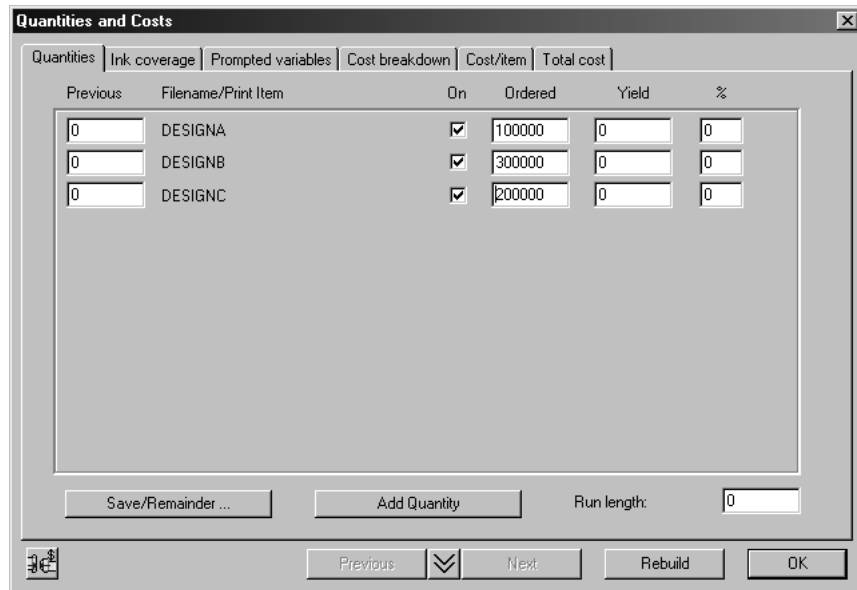 Quantities and Costs
Quantities Ink coverage Prompted variables Cost breakdown Cost/item Total cost
Previous Filename/Print Item On Ordered Yield %
0 DESIGNA 100000 0 0
0 DESIGNB 300000 0 0
0 DESIGNC 200000 0 0
Save/Remainder ... Add Quantity Run length: 0
$
Previous Next Rebuild OK